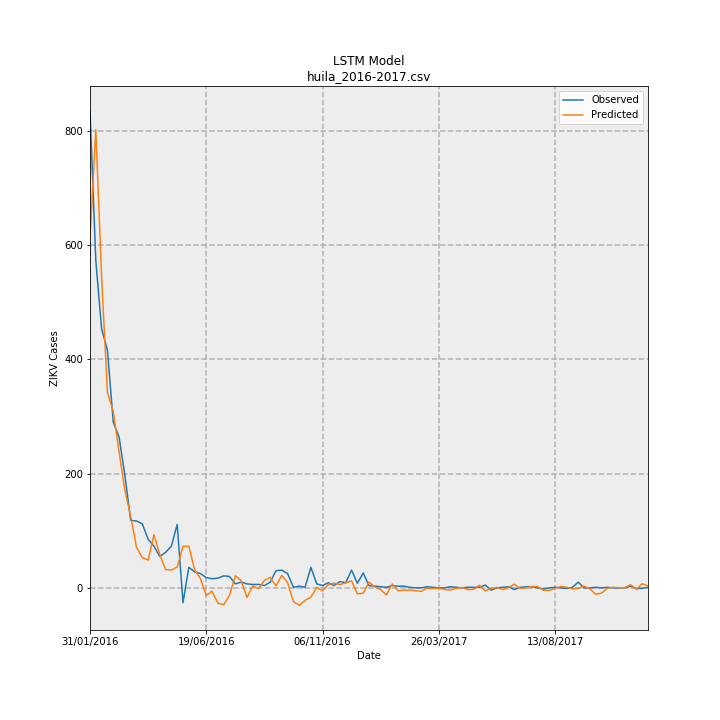 LSTM Model
huila_2016-2017.csv
Observed
Predicted
800
600
400
200
0
ZIKV Cases
31/01/2016
19/06/2016
06/11/2016
26/03/2017
13/08/2017
Date